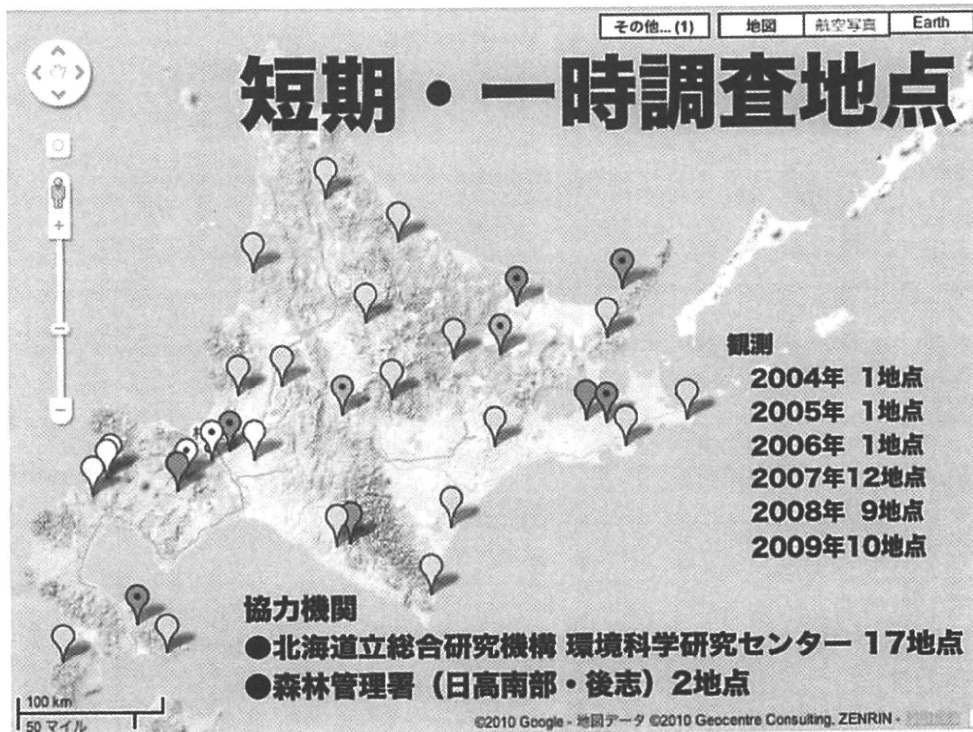 その他... (1) 地図 航空写真 Earth
短期・一時調査地点
観測
2004年 1地点
2005年 1地点
2006年 1地点
2007年12地点
2008年 9地点
2009年10地点
協力機関
●北海道立総合研究機構 環境科学研究センター 17地点
●森林管理署（日高南部・後志）2地点
100 km
50 マイル
©2010 Google - 地図データ ©2010 Geocentre Consulting, ZENRIN -